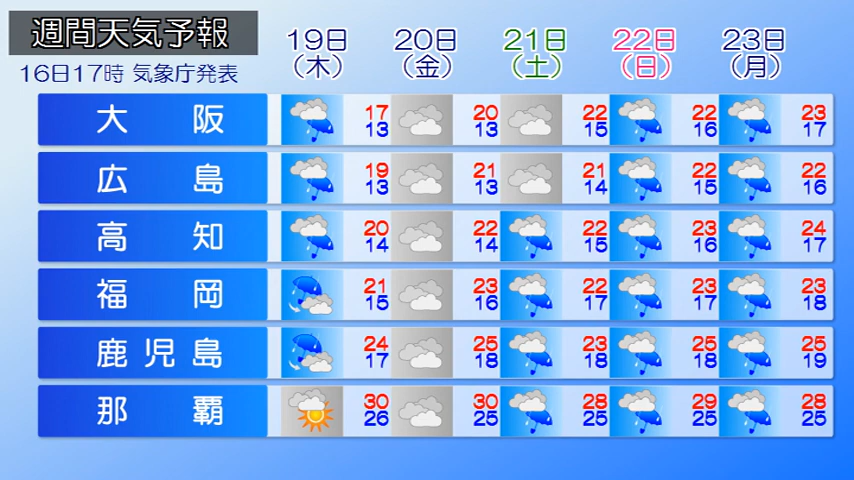 週間天気予報
16日17時 気象庁発表
19日 20日 21日 22日 23日
（木） （金） （土） （日） （月）
大阪 17 13 20 13 22 15 22 16 23 17
広島 19 13 21 13 21 14 22 15 22 16
高知 20 14 22 14 22 15 23 16 24 17
福岡 21 15 23 16 22 17 23 17 23 18
鹿児島 24 17 25 18 23 18 25 18 25 19
那覇 30 26 30 25 28 25 29 25 28 25